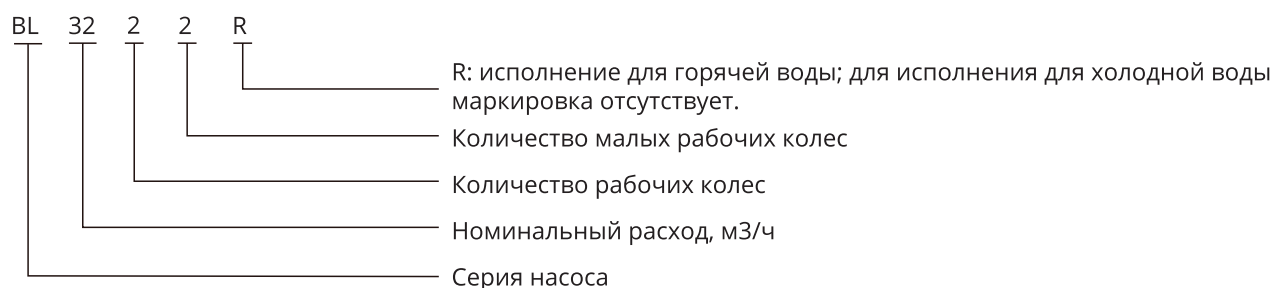 BL 32 2 2 R
R: исполнение для горячей воды; для исполнения для холодной воды
маркировка отсутствует.
Количество малых рабочих колес
Количество рабочих колес
Номинальный расход, м3/ч
Серия насоса